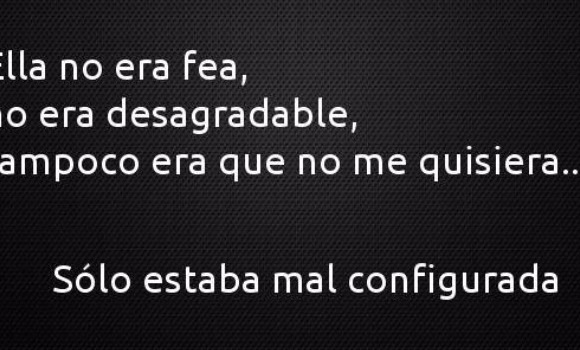 Ella no era fea,
no era desagradable,
tampoco era que no me quisiera..
Sólo estaba mal configurada